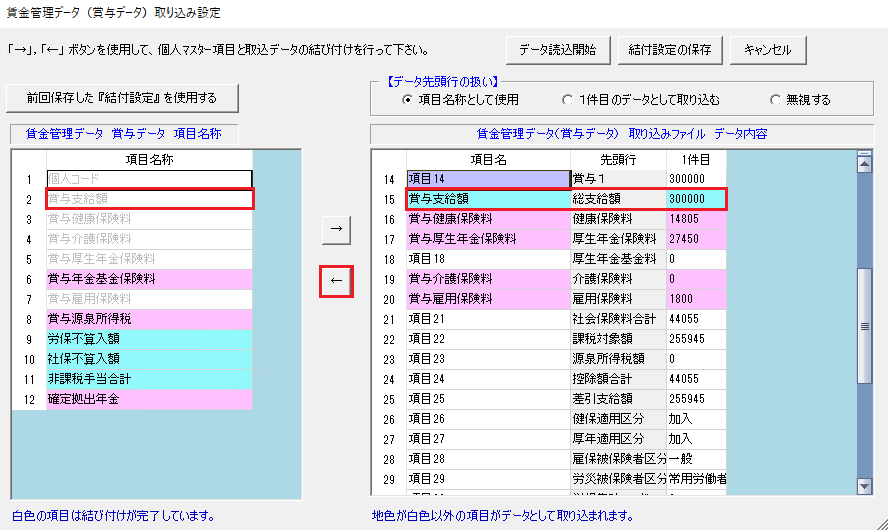 賃金管理データ（賞与データ）取り込み設定
「→」,「←」ボタンを使用して、個人マスター項目と取込データの結び付けを行って下さい。
データ読込開始
結付設定の保存
キャンセル
前回保存した『結付設定』を使用する
【データ先頭行の扱い】
項目名称として使用
1件目のデータとして取り込む
無視する
賃金管理データ 賞与データ 項目名称
項目名称
1 個人コード
2 賞与支給額
3 賞与健康保険料
4 賞与介護保険料
5 賞与厚生年金保険料
6 賞与年金基金保険料
7 賞与雇用保険料
8 賞与源泉所得税
9 労保不算入額
10 社保不算入額
11 非課税手当合計
12 確定拠出年金
→
←
賃金管理データ(賞与データ) 取り込みファイル データ内容
項目名 先頭行 1件目
14 項目14 賞与1 300000
15 賞与支給額 総支給額 300000
16 賞与健康保険料 健康保険料 14805
17 賞与厚生年金保険料 厚生年金保険料 27450
18 項目18 厚生年金基金料 0
19 賞与介護保険料 介護保険料 0
20 賞与雇用保険料 雇用保険料 1800
21 項目21 社会保険料合計 44055
22 項目22 課税対象額 255945
23 項目23 源泉所得税額 0
24 項目24 控除額合計 44055
25 項目25 差引支給額 255945
26 項目26 健保適用区分 加入
27 項目27 厚年適用区分 加入
28 項目28 雇保被保険者区分 一般
29 項目29 労災被保険者区分 常用労働者
白色の項目は結び付けが完了しています。
地色が白色以外の項目がデータとして取り込まれます。